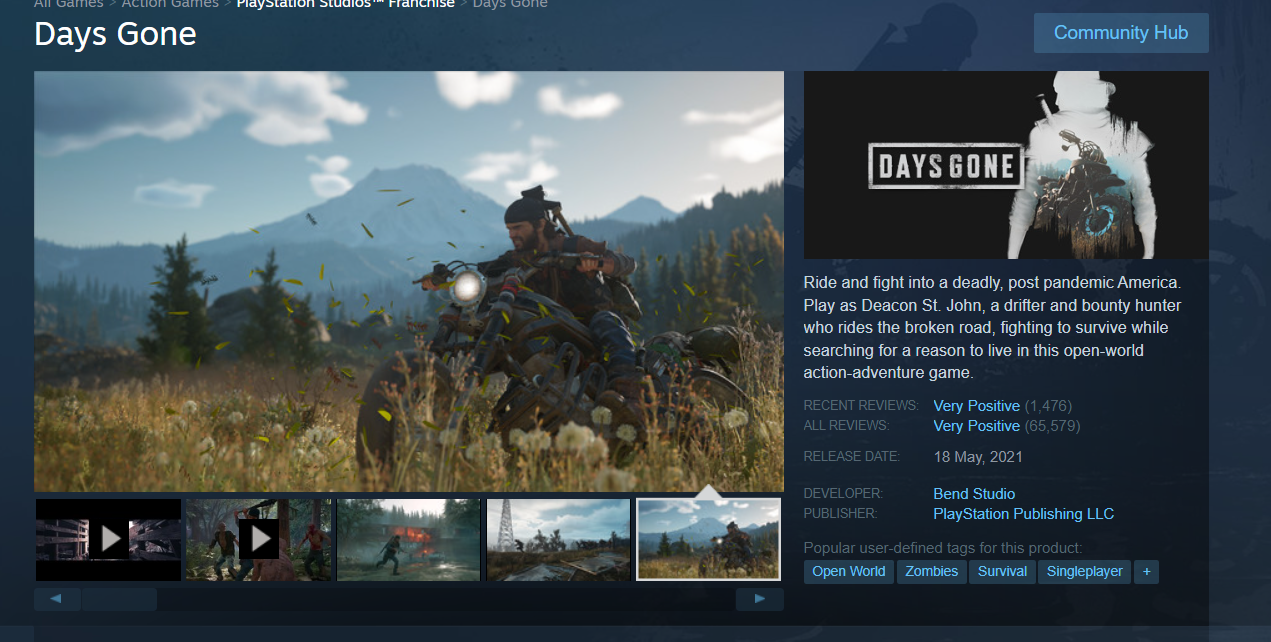 All Games > Action Games > PlayStation Studios™ Franchise > Days Gone
Days Gone
Community Hub
DAYS GONE
Ride and fight into a deadly, post pandemic America.
Play as Deacon St. John, a drifter and bounty hunter
who rides the broken road, fighting to survive while
searching for a reason to live in this open-world
action-adventure game.
RECENT REVIEWS: Very Positive (1,476)
ALL REVIEWS: Very Positive (65,579)
RELEASE DATE: 18 May, 2021
DEVELOPER: Bend Studio
PUBLISHER: PlayStation Publishing LLC
Popular user-defined tags for this product:
Open World Zombies Survival Singleplayer +